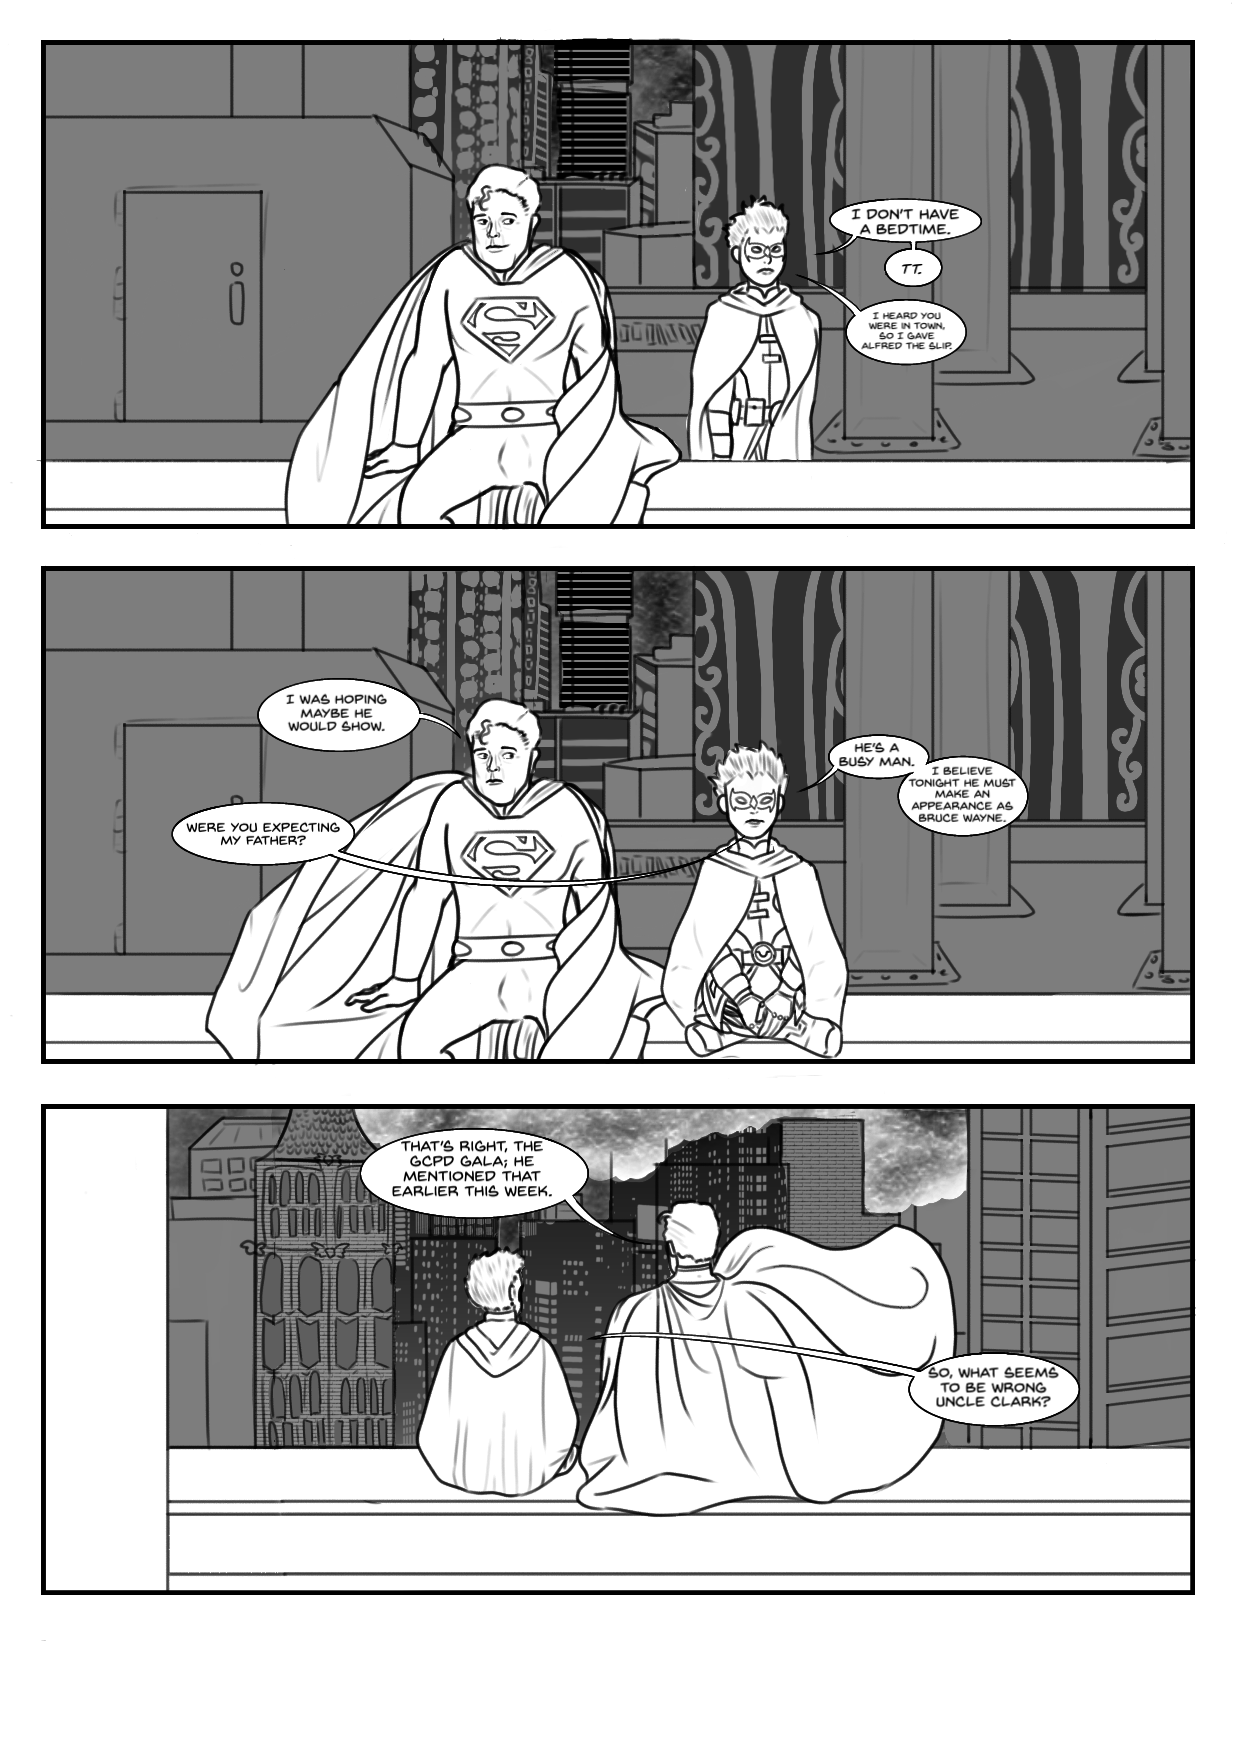 I DON'T HAVE
A BEDTIME.
TT.
I HEARD YOU
WERE IN TOWN,
SO I GAVE
ALFRED THE SLIP.
WERE YOU EXPECTING
MY FATHER?
I WAS HOPING
MAYBE HE
WOULD SHOW.
HE'S A
BUSY MAN.
I BELIEVE
TONIGHT HE MUST
MAKE AN
APPEARANCE AS
BRUCE WAYNE.
THAT'S RIGHT, THE
GCPD GALA; HE
MENTIONED THAT
EARLIER THIS WEEK.
SO, WHAT SEEMS
TO BE WRONG
UNCLE CLARK?